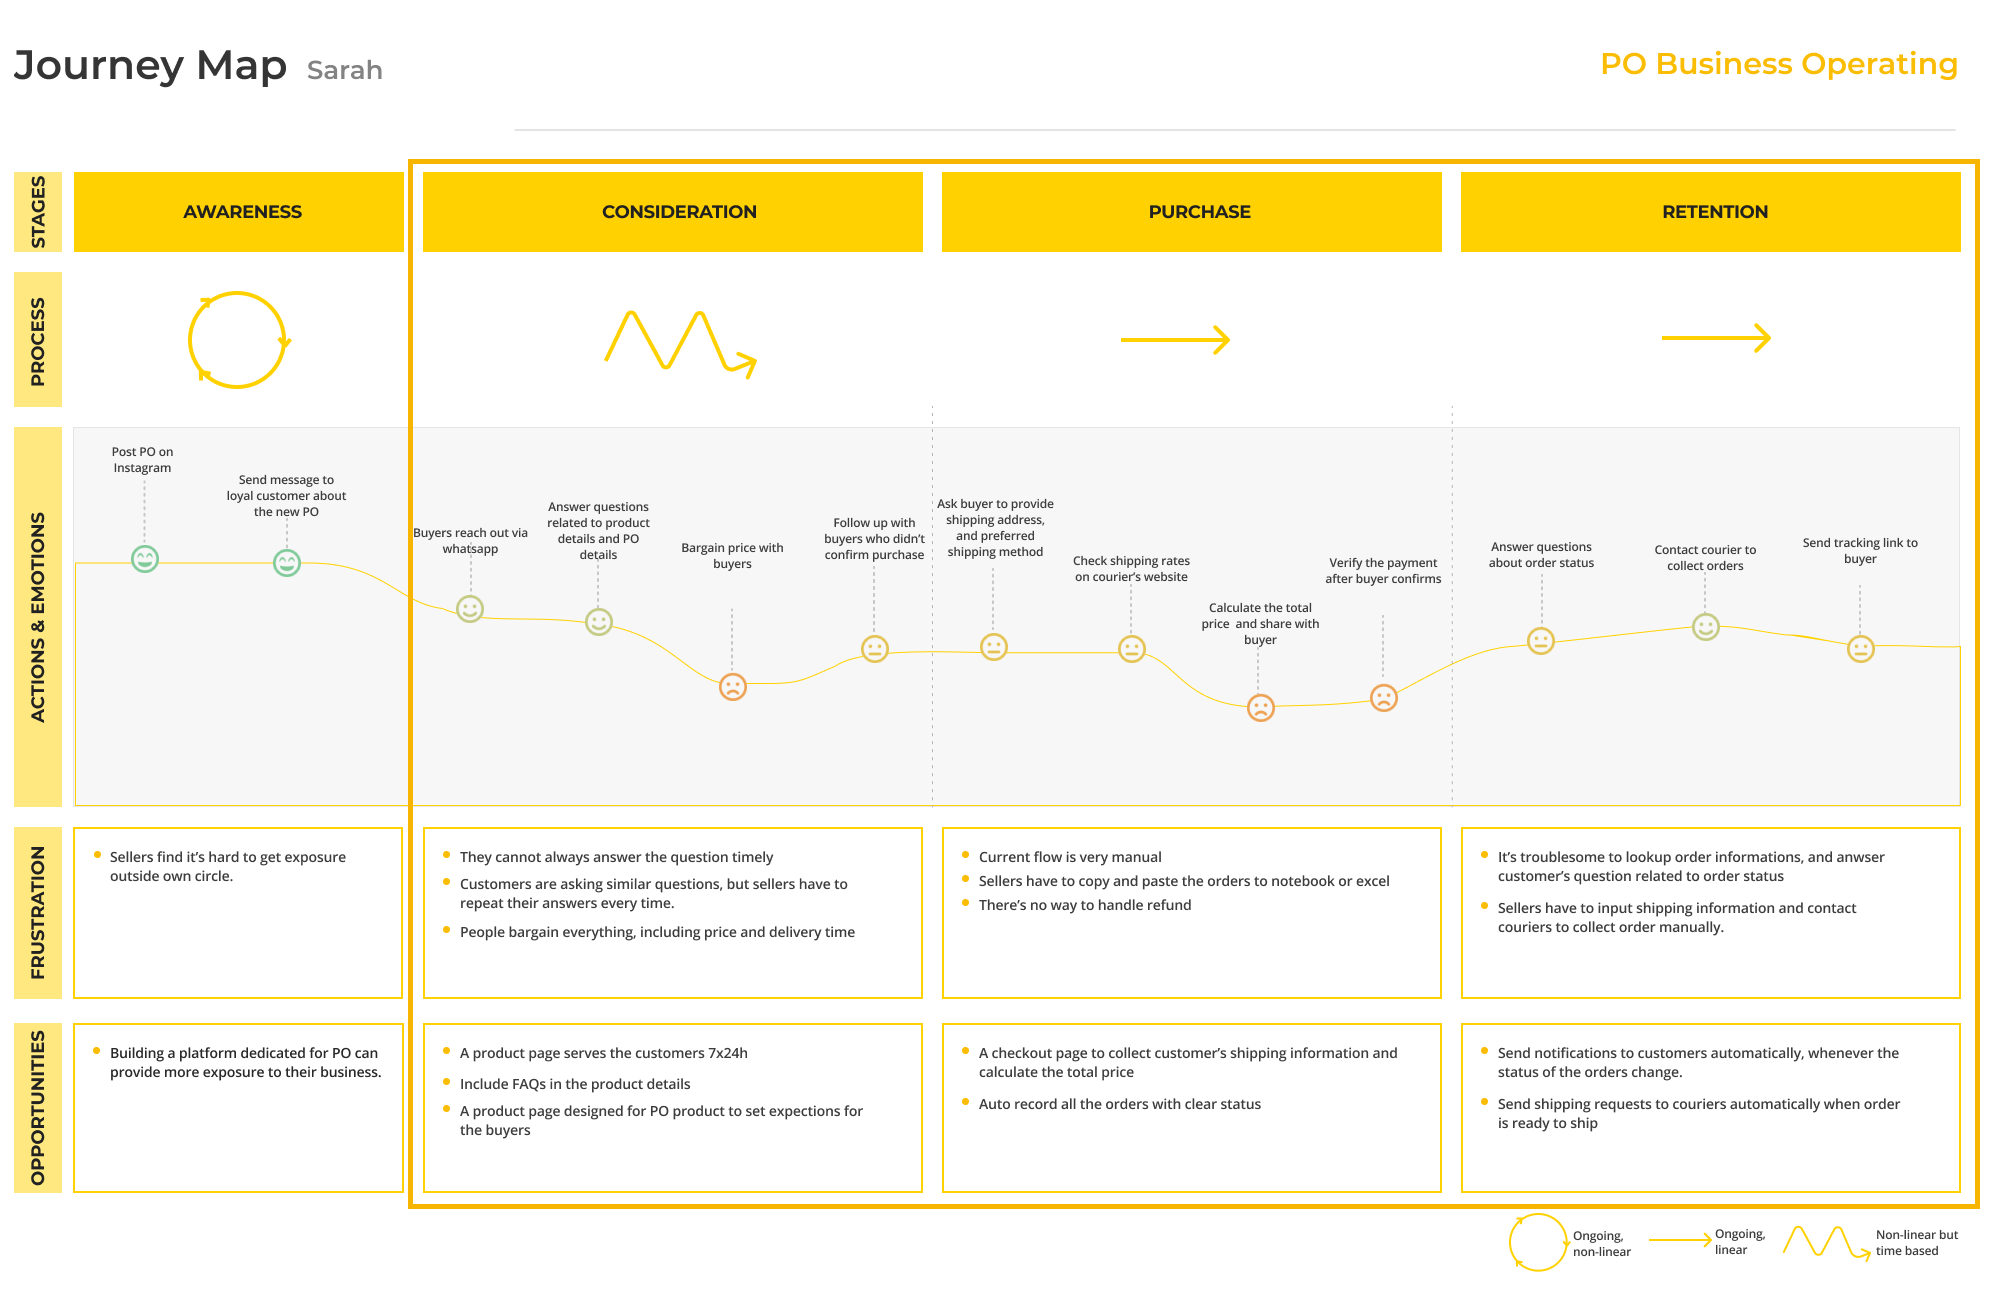 Journey Map Sarah
PO Business Operating
STAGES
AWARENESS
CONSIDERATION
PURCHASE
RETENTION
PROCESS
ACTIONS & EMOTIONS
Post PO on
Instagram
Send message to
loyal customer about
the new PO
Buyers reach out via
whatsapp
Answer questions
related to product
details and PO
details
Bargain price with
buyers
Follow up with
buyers who didn’t
confirm purchase
Ask buyer to provide
shipping address,
and preferred
shipping method
Check shipping rates
on courier’s website
Calculate the total
price and share with
buyer
Verify the payment
after buyer confirms
Answer questions
about order status
Contact courier to
collect orders
Send tracking link to
buyer
FRUSTRATION
Sellers find it’s hard to get exposure
outside own circle.
They cannot always answer the question timely
Customers are asking similar questions, but sellers have to
repeat their answers every time.
People bargain everything, including price and delivery time
Current flow is very manual
Sellers have to copy and paste the orders to notebook or excel
There’s no way to handle refund
It’s troublesome to lookup order informations, and anwser
customer’s question related to order status
Sellers have to input shipping information and contact
couriers to collect order manually.
OPPORTUNITIES
Building a platform dedicated for PO can
provide more exposure to their business.
A product page serves the customers 7x24h
Include FAQs in the product details
A product page designed for PO product to set expections for
the buyers
A checkout page to collect customer’s shipping information and
calculate the total price
Auto record all the orders with clear status
Send notifications to customers automatically, whenever the
status of the orders change.
Send shipping requests to couriers automatically when order
is ready to ship
Ongoing,
non-linear
Ongoing,
linear
Non-linear but
time based